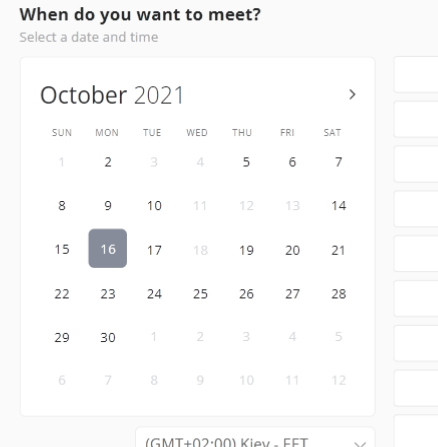 When do you want to meet?
Select a date and time
October 2021
SUN MON TUE WED THU FRI SAT
1 2 3 4 5 6 7
8 9 10 11 12 13 14
15 16 17 18 19 20 21
22 23 24 25 26 27 28
29 30 1 2 3 4 5
6 7 8 9 10 11 12
(GMT+02:00) Kiev - EET